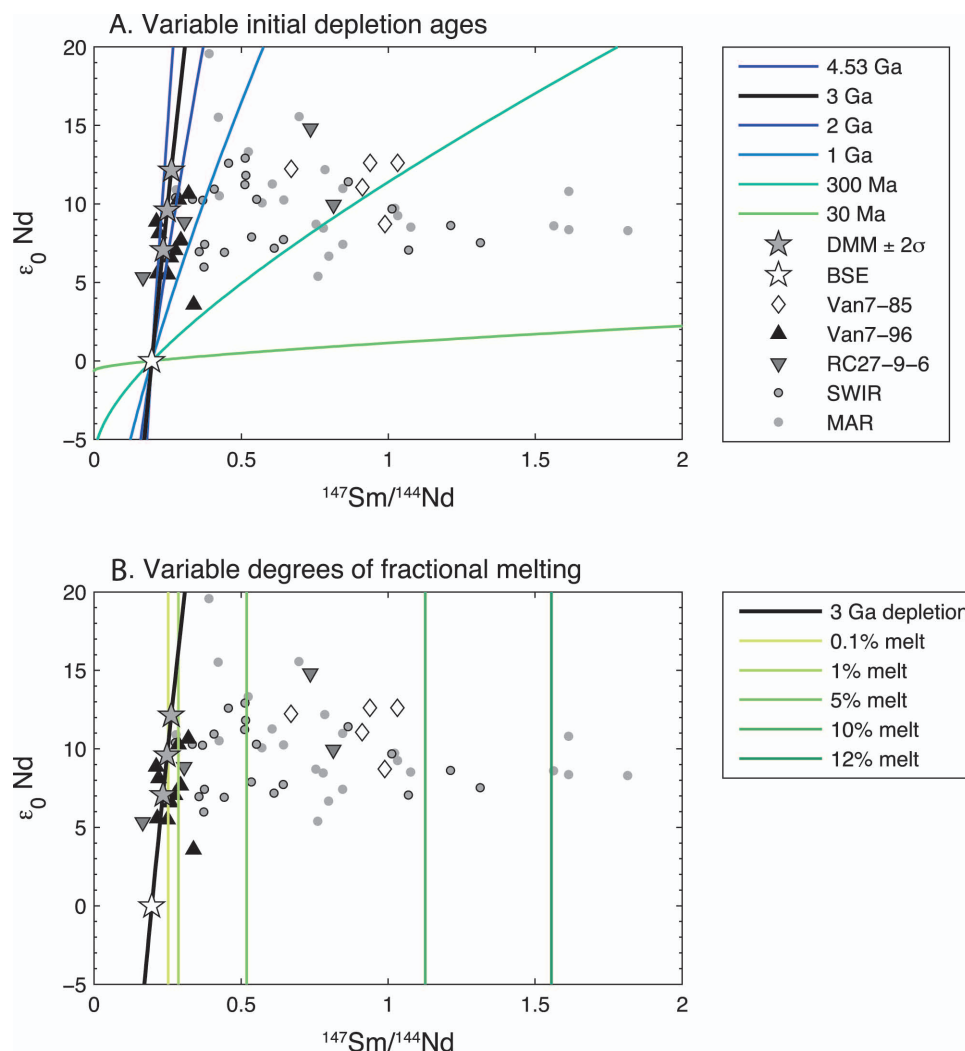 A. Variable initial depletion ages
20
15
10
5
0
−5
ε₀ Nd
0
0.5
1
1.5
2
¹⁴⁷Sm/¹⁴⁴Nd
4.53 Ga
3 Ga
2 Ga
1 Ga
300 Ma
30 Ma
DMM ± 2σ
BSE
Van7−85
Van7−96
RC27−9−6
SWIR
MAR
B. Variable degrees of fractional melting
20
15
10
5
0
−5
ε₀ Nd
0
0.5
1
1.5
2
¹⁴⁷Sm/¹⁴⁴Nd
3 Ga depletion
0.1% melt
1% melt
5% melt
10% melt
12% melt